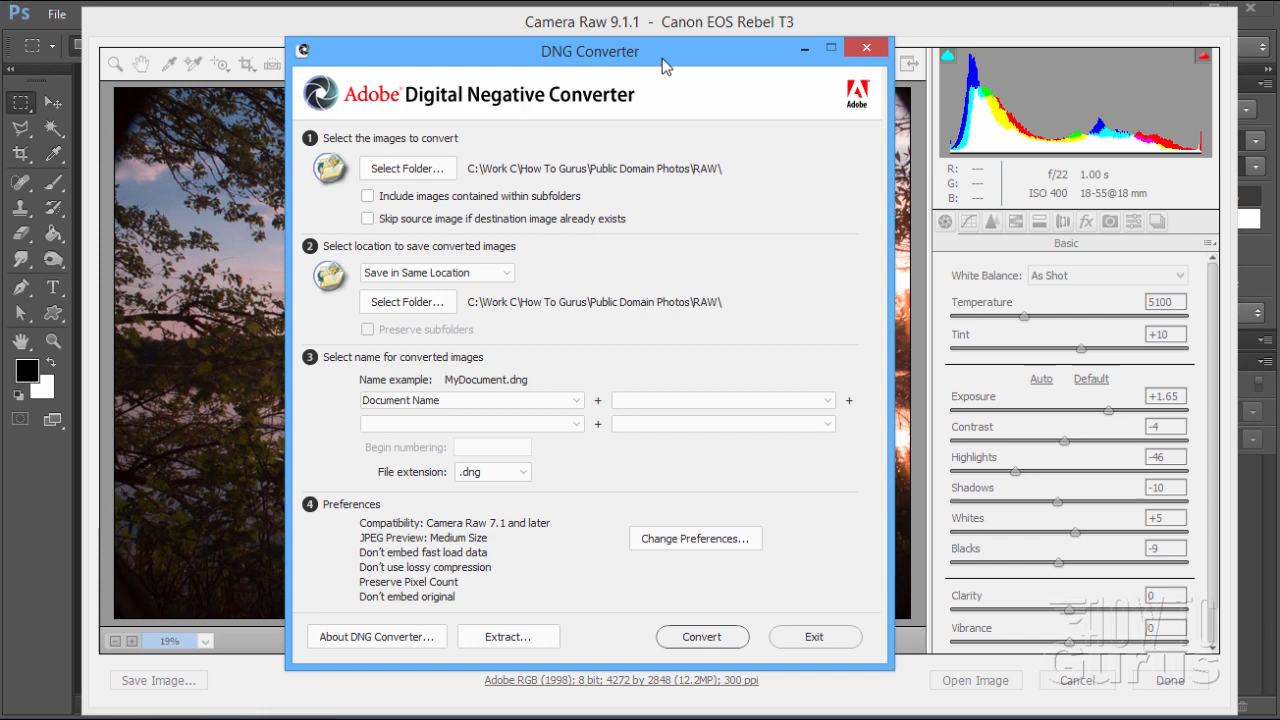 Ps File
Camera Raw 9.1.1 - Canon EOS Rebel T3
DNG Converter
Adobe® Digital Negative Converter
Adobe
1 Select the images to convert
Select Folder... C:\Work C\How To Gurus\Public Domain Photos\RAW\
Include images contained within subfolders
Skip source image if destination image already exists
2 Select location to save converted images
Save in Same Location
Select Folder... C:\Work C\How To Gurus\Public Domain Photos\RAW\
Preserve subfolders
3 Select name for converted images
Name example: MyDocument.dng
Document Name + +
+
Begin numbering:
File extension: .dng
4 Preferences
Compatibility: Camera Raw 7.1 and later
JPEG Preview: Medium Size
Don't embed fast load data
Don't use lossy compression
Preserve Pixel Count
Don't embed original
Change Preferences...
About DNG Converter... Extract... Convert Exit
R: ---
G: ---
B: ---
f/22 1.00 s
ISO 400 18-55@18 mm
fx
Basic
White Balance: As Shot
Temperature 5100
Tint +10
Auto Default
Exposure +1.65
Contrast -4
Highlights -46
Shadows -10
Whites +5
Blacks -9
Clarity 0
Vibrance 0
HOW TO
Gurus
19%
Save Image... Adobe RGB (1998); 8 bit; 4272 by 2848 (12.2MP); 300 ppi Open Image Cancel Done